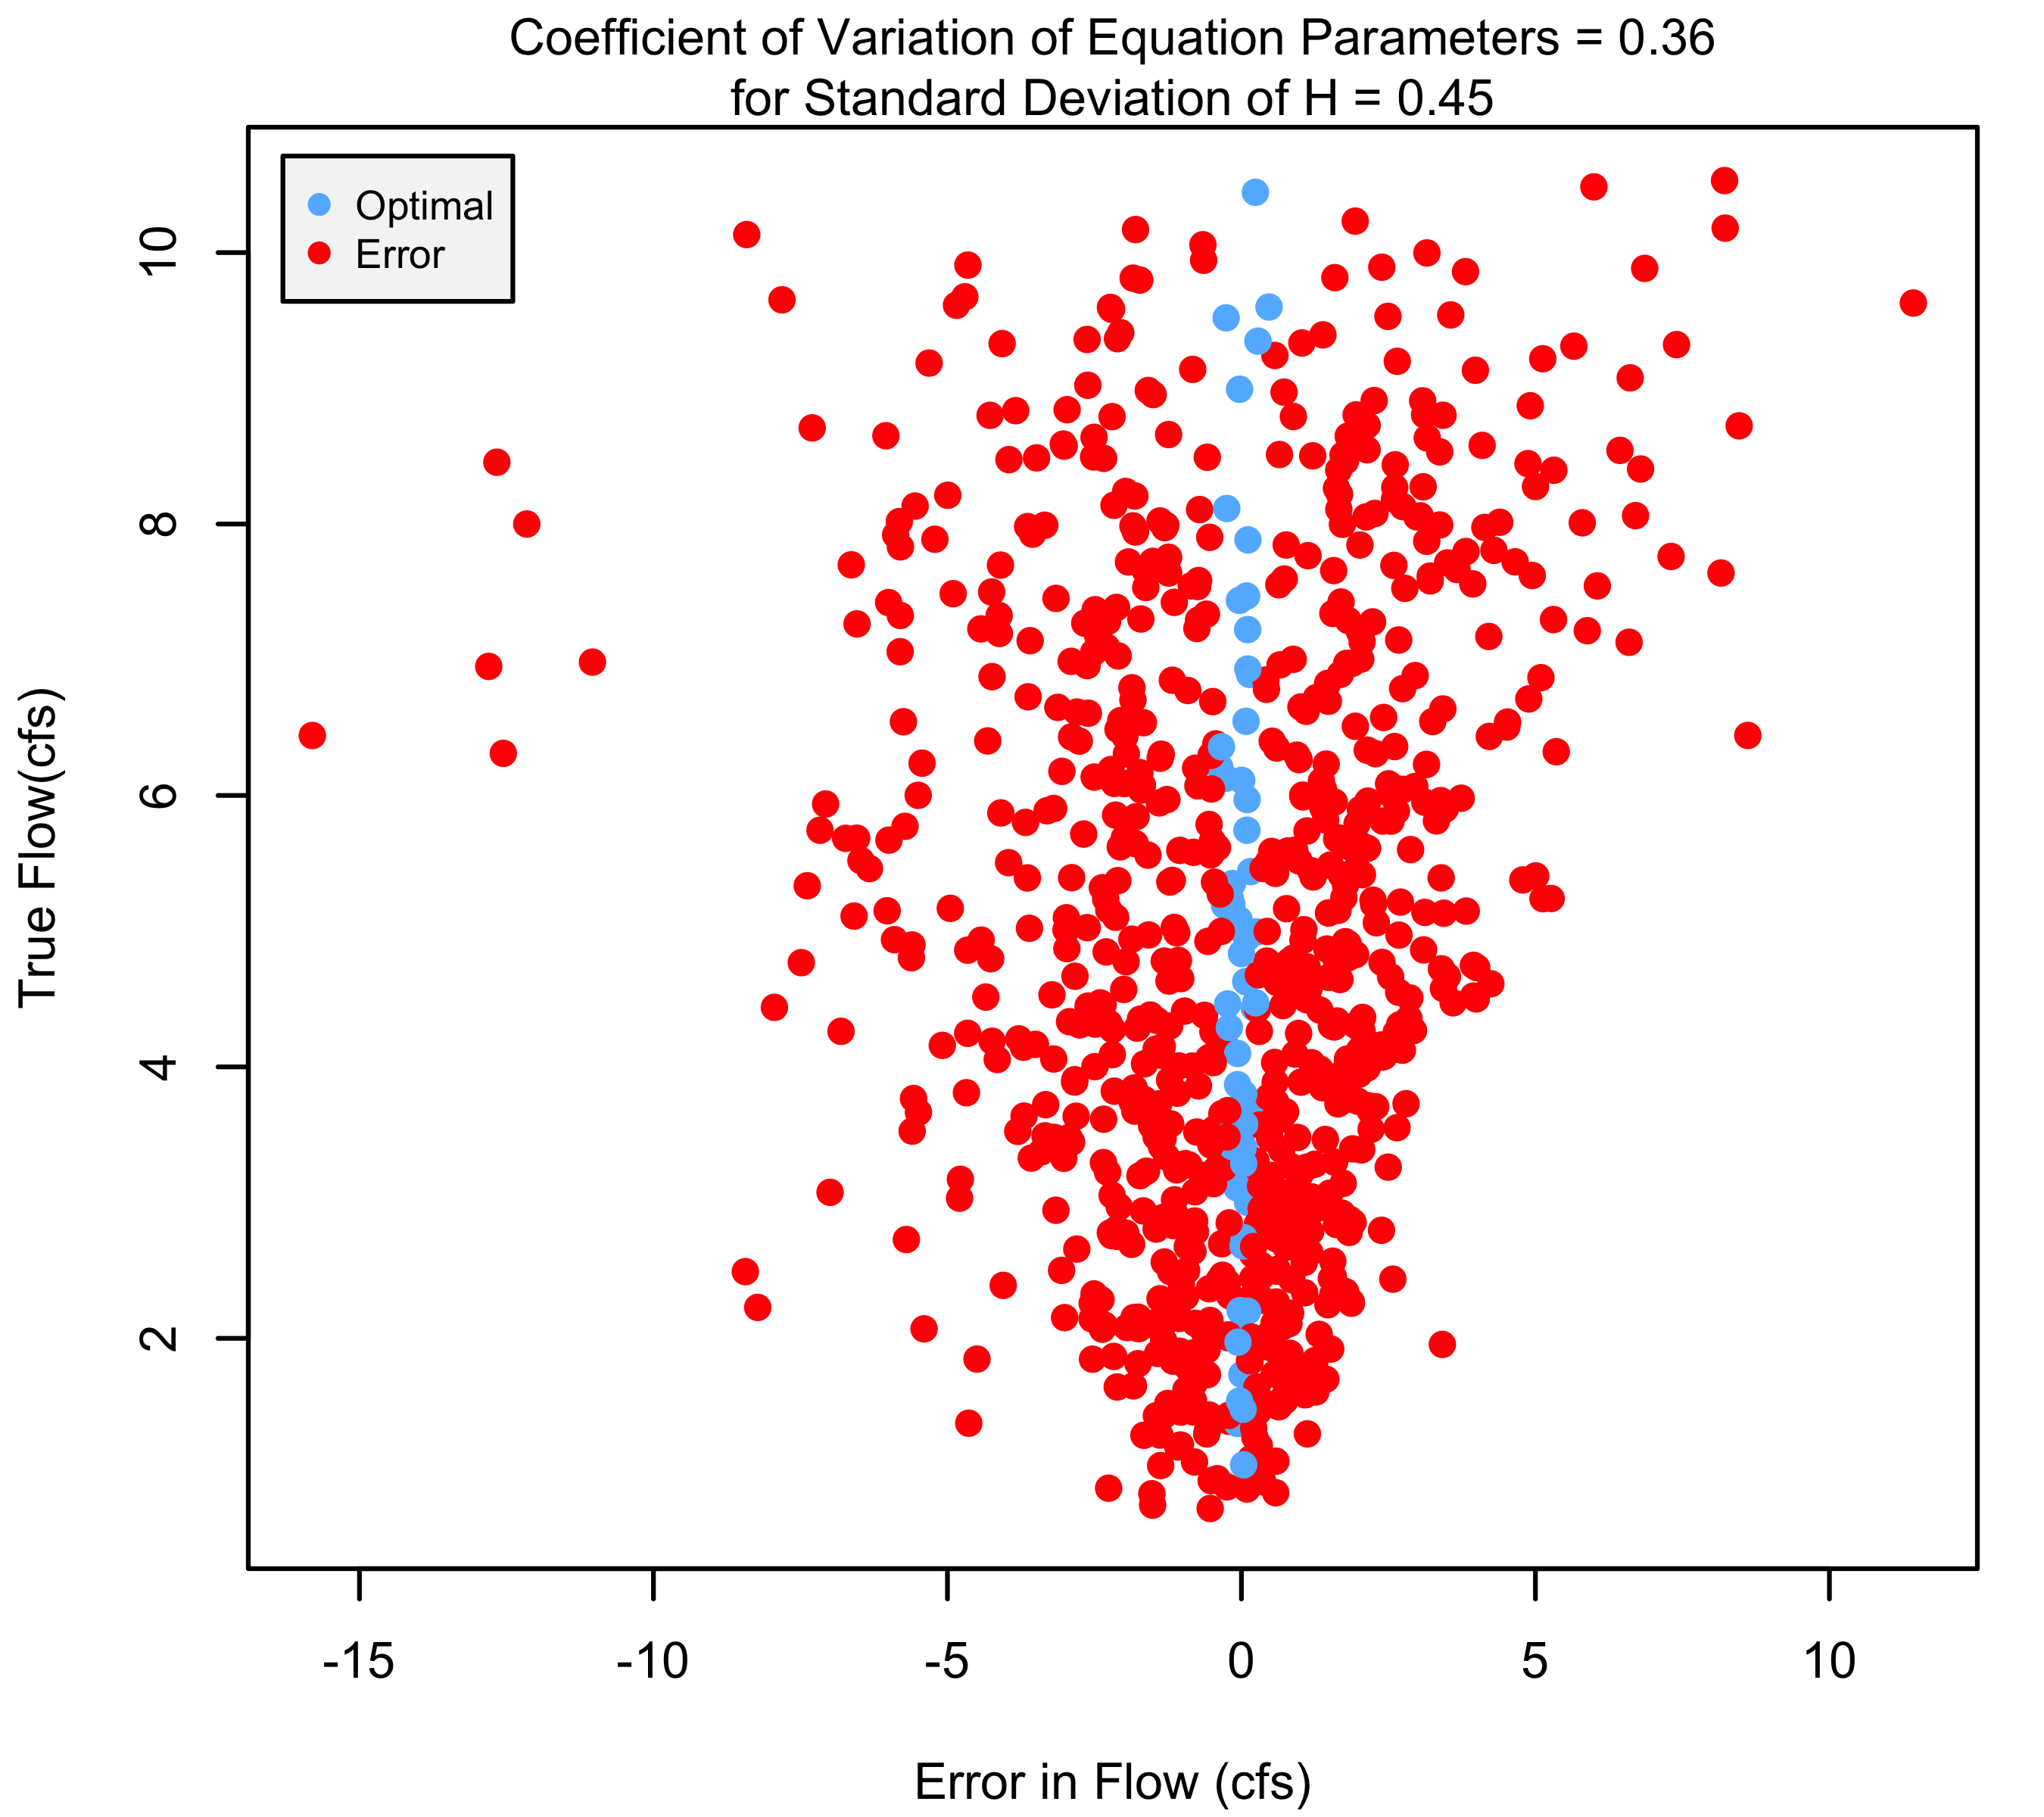 Coefficient of Variation of Equation Parameters = 0.36
for Standard Deviation of H = 0.45
Optimal
Error
True Flow(cfs)
10
8
6
4
2
-15 -10 -5 0 5 10
Error in Flow (cfs)